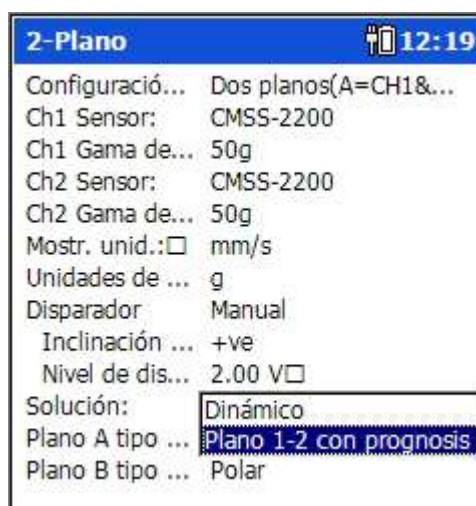 2-Plano 12:19
Configuració... Dos planos(A=CH1&...
Ch1 Sensor: CMSS-2200
Ch1 Gama de... 50g
Ch2 Sensor: CMSS-2200
Ch2 Gama de... 50g
Mostr. unid.:□ mm/s
Unidades de ... g
Disparador Manual
Inclinación ... +ve
Nivel de dis... 2.00 V□
Solución: Dinámico
Plano A tipo ... Plano 1-2 con prognosis
Plano B tipo ... Polar